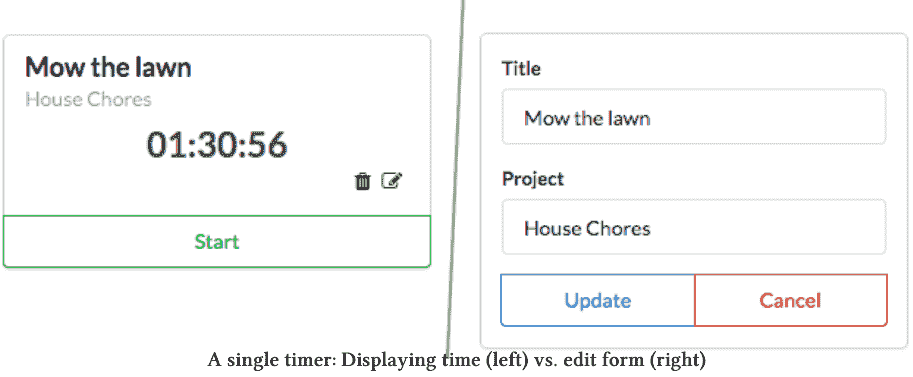 Mow the lawn
House Chores
01:30:56
Start
Title
Mow the lawn
Project
House Chores
Update
Cancel
A single timer: Displaying time (left) vs. edit form (right)